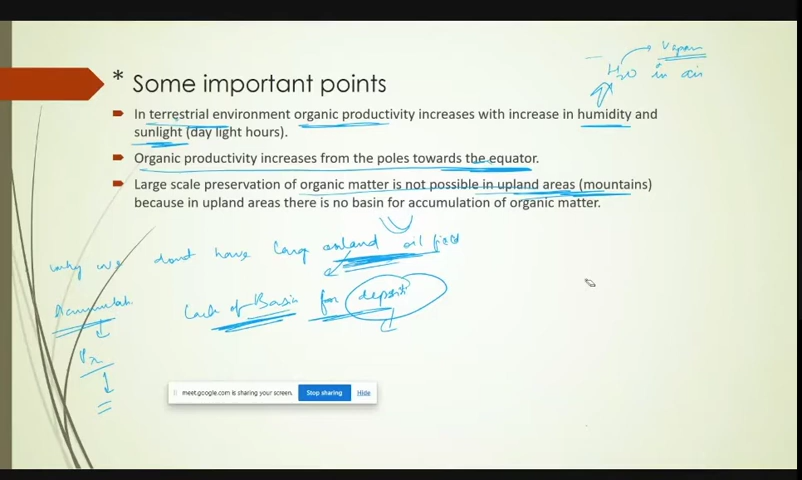 Vapour
H2O in air
* Some important points
In terrestrial environment organic productivity increases with increase in humidity and
sunlight (day light hours).
Organic productivity increases from the poles towards the equator.
Large scale preservation of organic matter is not possible in upland areas (mountains)
because in upland areas there is no basin for accumulation of organic matter.
why we dont have large onland oil field
Lack of Basin for deposit
meet.google.com is sharing your screen. Stop sharing Hide